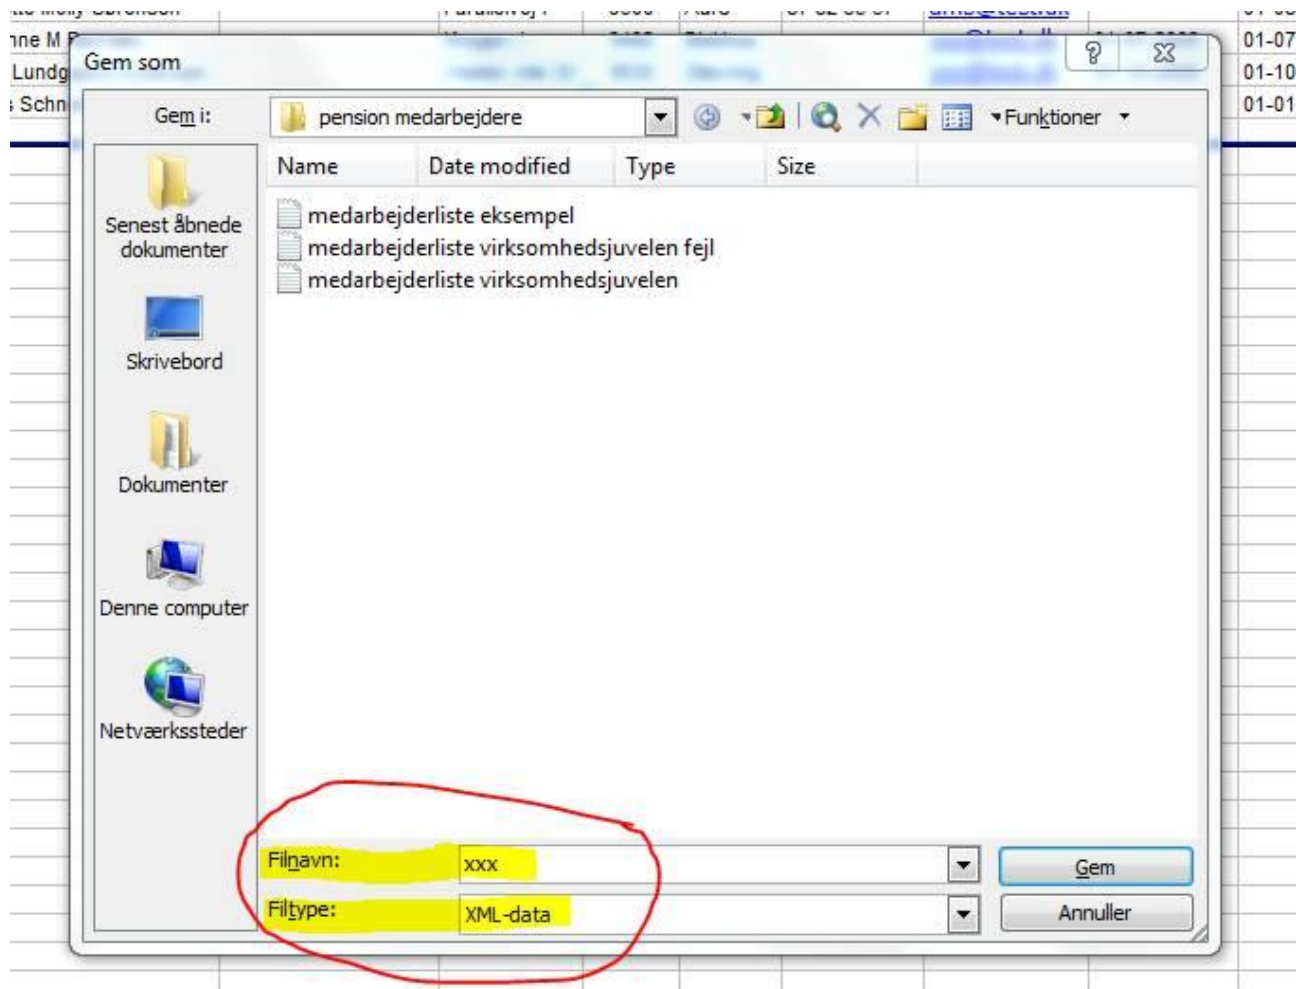 01-07
01-10
01-01
Lundg
Schn
Gem som
Gem i:
pension medarbejdere
Funktioner
Name Date modified Type Size
medarbejderliste eksempel
medarbejderliste virksomhedsjuvelen fejl
medarbejderliste virksomhedsjuvelen
Senest åbnede
dokumenter
Skrivebord
Dokumenter
Denne computer
Netværkssteder
Filnavn: xxx
Gem
Filtype: XML-data
Annuller